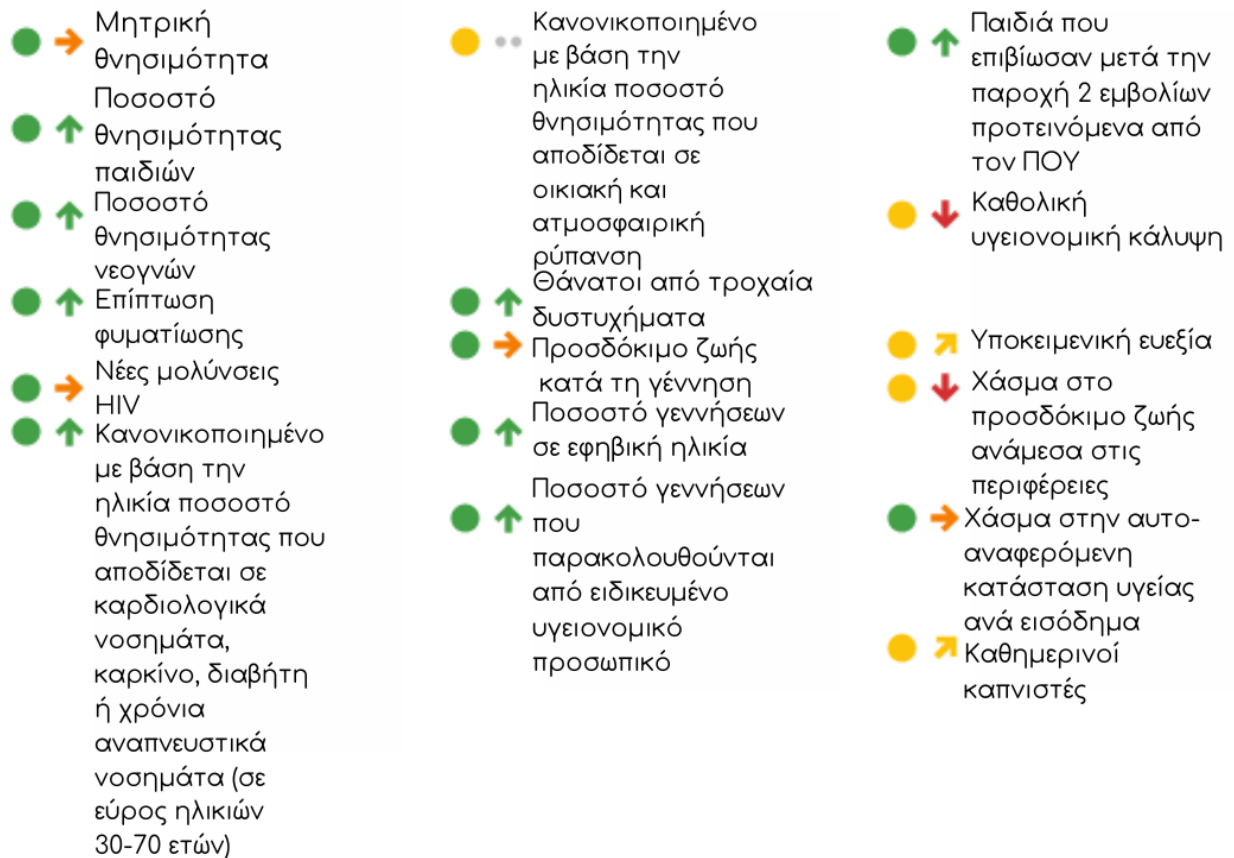 Μητρική
θνησιμότητα
Ποσοστό
θνησιμότητας
παιδιών
Ποσοστό
θνησιμότητας
νεογνών
Επίπτωση
φυματίωσης
Νέες μολύνσεις
HIV
Κανονικοποιημένο
με βάση την
ηλικία ποσοστό
θνησιμότητας που
αποδίδεται σε
καρδιολογικά
νοσημάτα,
καρκίνο, διαβήτη
ή χρόνια
αναπνευστικά
νοσημάτα (σε
εύρος ηλικιών
30-70 ετών)
Κανονικοποιημένο
με βάση την
ηλικία ποσοστό
θνησιμότητας που
αποδίδεται σε
οικιακή και
ατμοσφαιρική
ρύπανση
Θάνατοι από τροχαία
δυστυχήματα
Προσδόκιμο ζωής
κατά τη γέννηση
Ποσοστό γεννήσεων
σε εφηβική ηλικία
Ποσοστό γεννήσεων
που
παρακολουθούνται
από ειδικευμένο
υγειονομικό
προσωπικό
Παιδιά που
επιβίωσαν μετά την
παροχή 2 εμβολίων
προτεινόμενα από
τον ΠΟΥ
Καθολική
υγειονομική κάλυψη
Υποκειμενική ευεξία
Χάσμα στο
προσδόκιμο ζωής
ανάμεσα στις
περιφέρειες
Χάσμα στην αυτο-
αναφερόμενη
κατάσταση υγείας
ανά εισόδημα
Καθημερινοί
καπνιστές